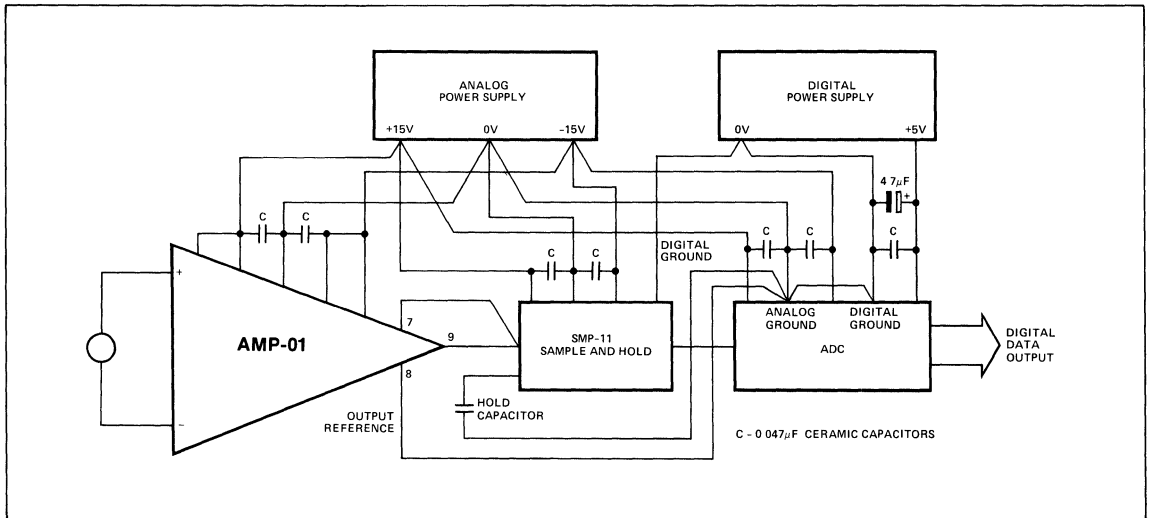 ANALOG
POWER SUPPLY
+15V 0V -15V
DIGITAL
POWER SUPPLY
0V +5V
4 7µF
+
C C
C C
C
C C
DIGITAL
GROUND
+
AMP-01
-
7
9
8
SMP-11
SAMPLE AND HOLD
ANALOG
GROUND
DIGITAL
GROUND
ADC
DIGITAL
DATA
OUTPUT
HOLD
CAPACITOR
OUTPUT
REFERENCE
C - 0 047µF CERAMIC CAPACITORS